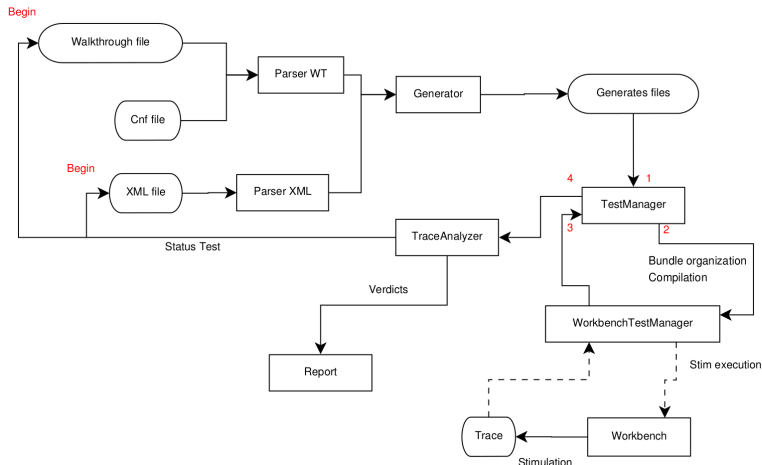 Begin
Walkthrough file
Parser WT
Generator
Generates files
Cnf file
Begin
XML file
Parser XML
4
1
TestManager
3
2
TraceAnalyzer
Status Test
Bundle organization
Compilation
Verdicts
WorkbenchTestManager
Report
Stim execution
Trace
Workbench
Stimulation